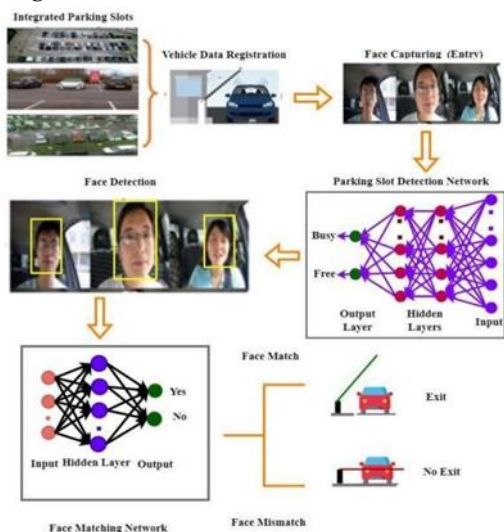 Integrated Parking Slots
Vehicle Data Registration
Face Capturing (Entry)
Face Detection
Parking Slot Detection Network
Busy
Free
Output Layer
Hidden Layers
Input
Face Match
Yes
No
Exit
No Exit
Input Hidden Layer Output
Face Matching Network
Face Mismatch